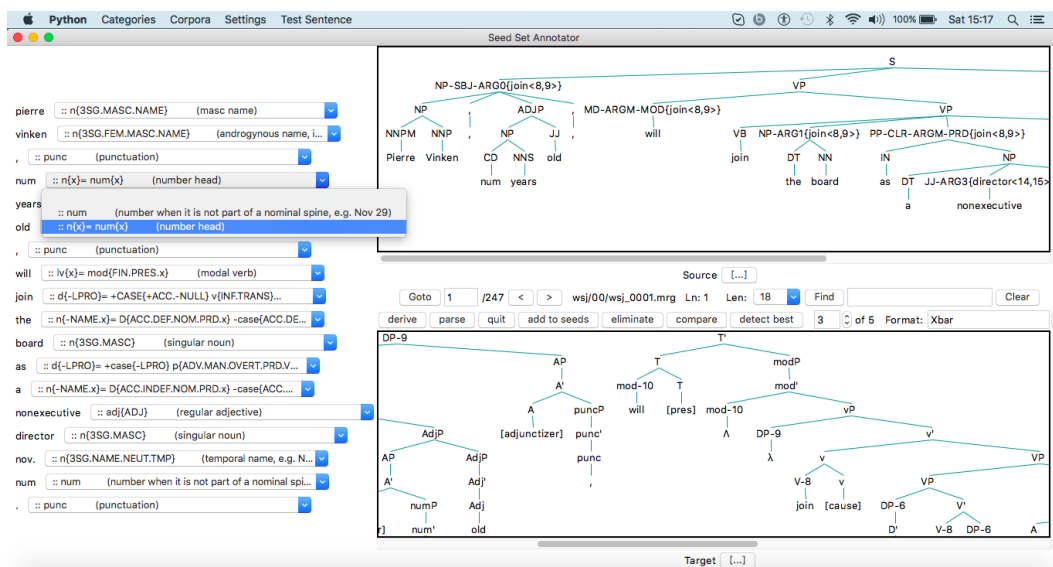 Python Categories Corpora Settings Test Sentence 100% Sat 15:17
Seed Set Annotator
pierre :: n{3SG.MASC.NAME} (masc name)
vinken :: n{3SG.FEM.MASC.NAME} (androgynous name, i...
, :: punc (punctuation)
num :: n{x}= num{x} (number head)
years
:: num (number when it is not part of a nominal spine, e.g. Nov 29)
:: n{x}= num{x} (number head)
old
, :: punc (punctuation)
will :: lv{x}= mod{FIN.PRES.x} (modal verb)
join :: d{-LPRO}= +CASE{+ACC.-NULL} v{INF.TRANS}...
the :: n{-NAME.x}= D{ACC.DEF.NOM.PRD.x} -case{ACC.DE...
board :: n{3SG.MASC} (singular noun)
as :: d{-LPRO}= +case{-LPRO} p{ADV.MAN.OVERT.PRD.V...
a :: n{-NAME.x}= D{ACC.INDEF.NOM.PRD.x} -case{ACC....
nonexecutive :: adj{ADJ} (regular adjective)
director :: n{3SG.MASC} (singular noun)
nov. :: n{3SG.NAME.NEUT.TMP} (temporal name, e.g. N...
num :: num (number when it is not part of a nominal spi...
. :: punc (punctuation)
S
NP-SBJ-ARG0{join<8,9>} VP
NP , ADJP , MD-ARGM-MOD{join<8,9>} VP
NNPM NNP , NP JJ , will VB NP-ARG1{join<8,9>} PP-CLR-ARGM-PRD{join<8,9>}
Pierre Vinken CD NNS old join DT NN IN NP
num years the board as DT JJ-ARG3{director<14,15>
a nonexecutive
Source [...]
Goto 1 /247 < > wsj/00/wsj_0001.mrg Ln: 1 Len: 18 Find Clear
derive parse quit add to seeds eliminate compare detect best 3 of 5 Format: Xbar
DP-9 T'
AP T modP
A' mod-10 T mod'
A puncP will [pres] mod-10 vP
AdjP [adjunctizer] punc' Λ DP-9 v'
AP AdjP punc λ v VP
A' Adj' , V-8 v VP
numP Adj join [cause] DP-6 V'
r] num' old D' V-8 DP-6 A
Target [...]